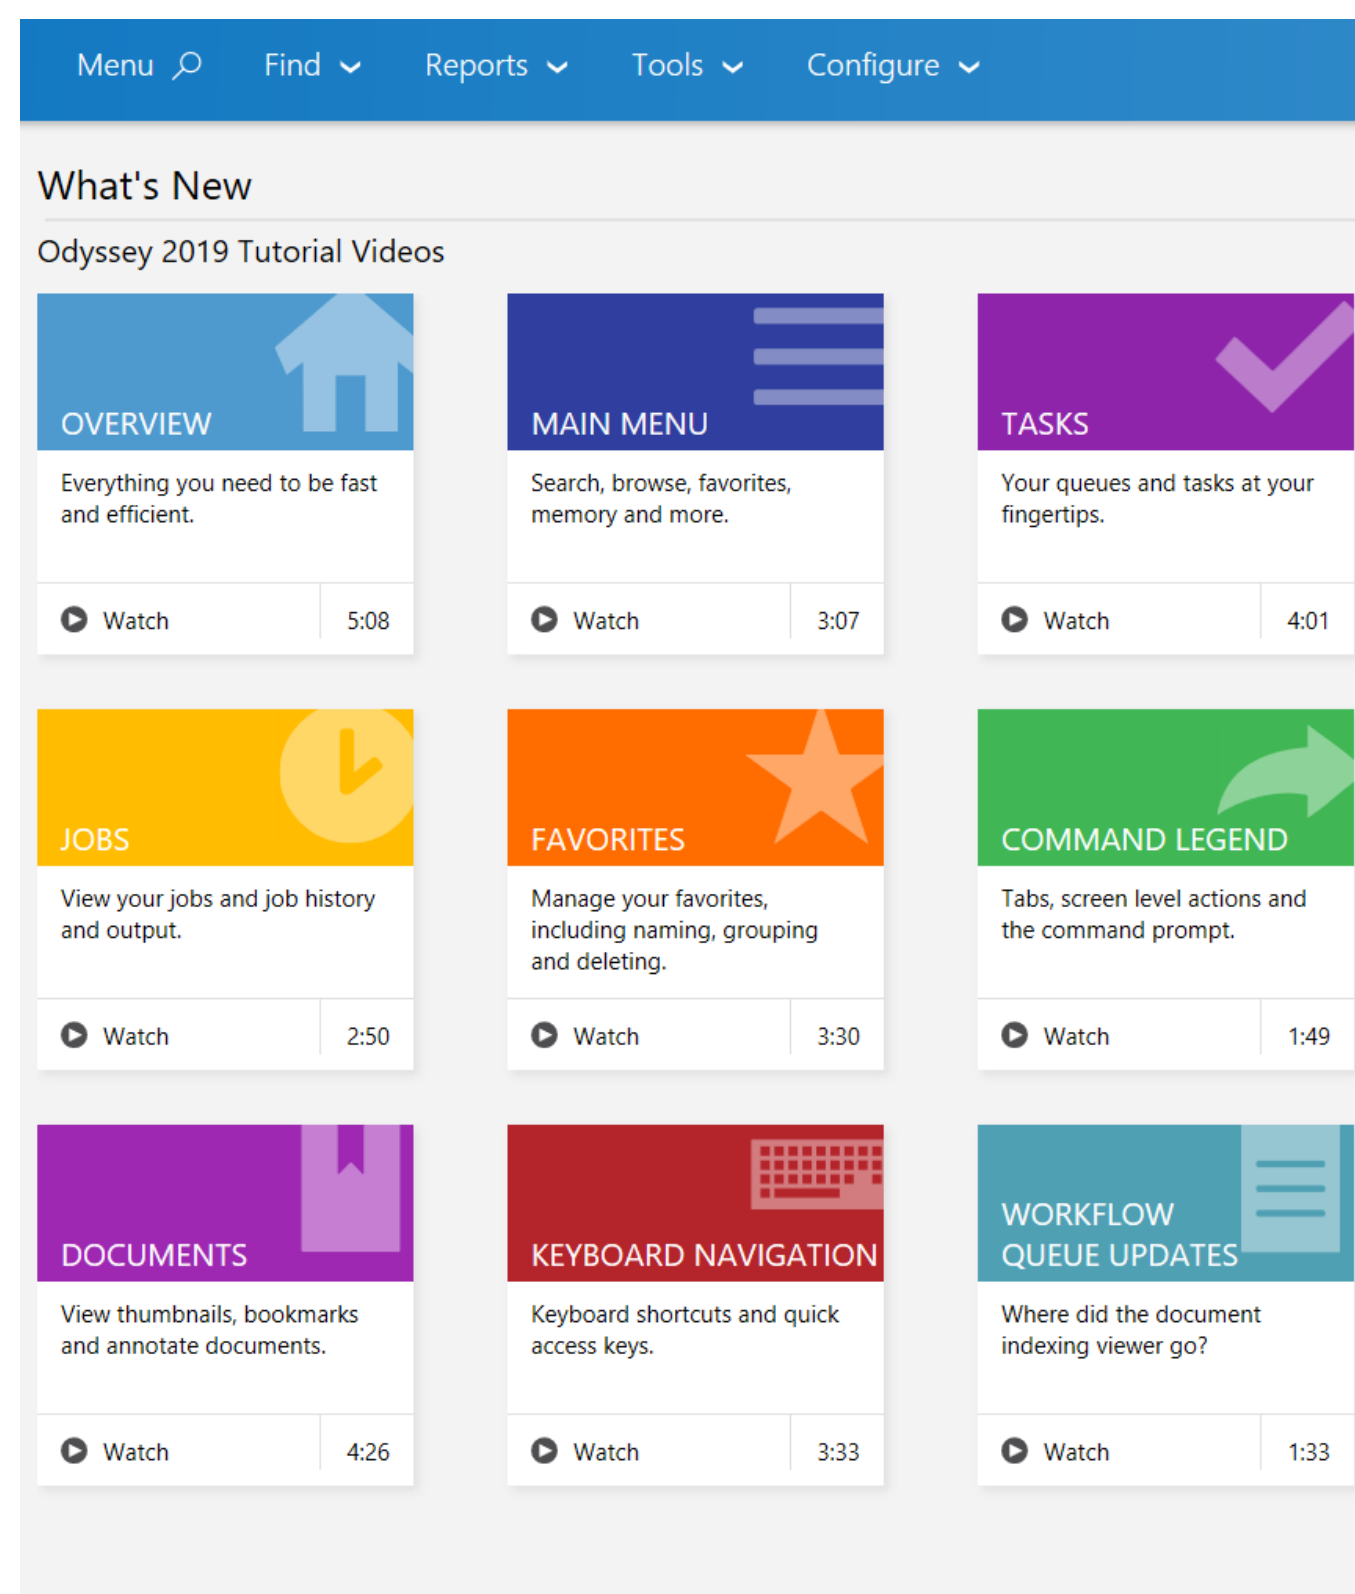 Menu Find Reports Tools Configure
What's New
Odyssey 2019 Tutorial Videos
OVERVIEW
Everything you need to be fast
and efficient.
Watch 5:08
MAIN MENU
Search, browse, favorites,
memory and more.
Watch 3:07
TASKS
Your queues and tasks at your
fingertips.
Watch 4:01
JOBS
View your jobs and job history
and output.
Watch 2:50
FAVORITES
Manage your favorites,
including naming, grouping
and deleting.
Watch 3:30
COMMAND LEGEND
Tabs, screen level actions and
the command prompt.
Watch 1:49
DOCUMENTS
View thumbnails, bookmarks
and annotate documents.
Watch 4:26
KEYBOARD NAVIGATION
Keyboard shortcuts and quick
access keys.
Watch 3:33
WORKFLOW
QUEUE UPDATES
Where did the document
indexing viewer go?
Watch 1:33